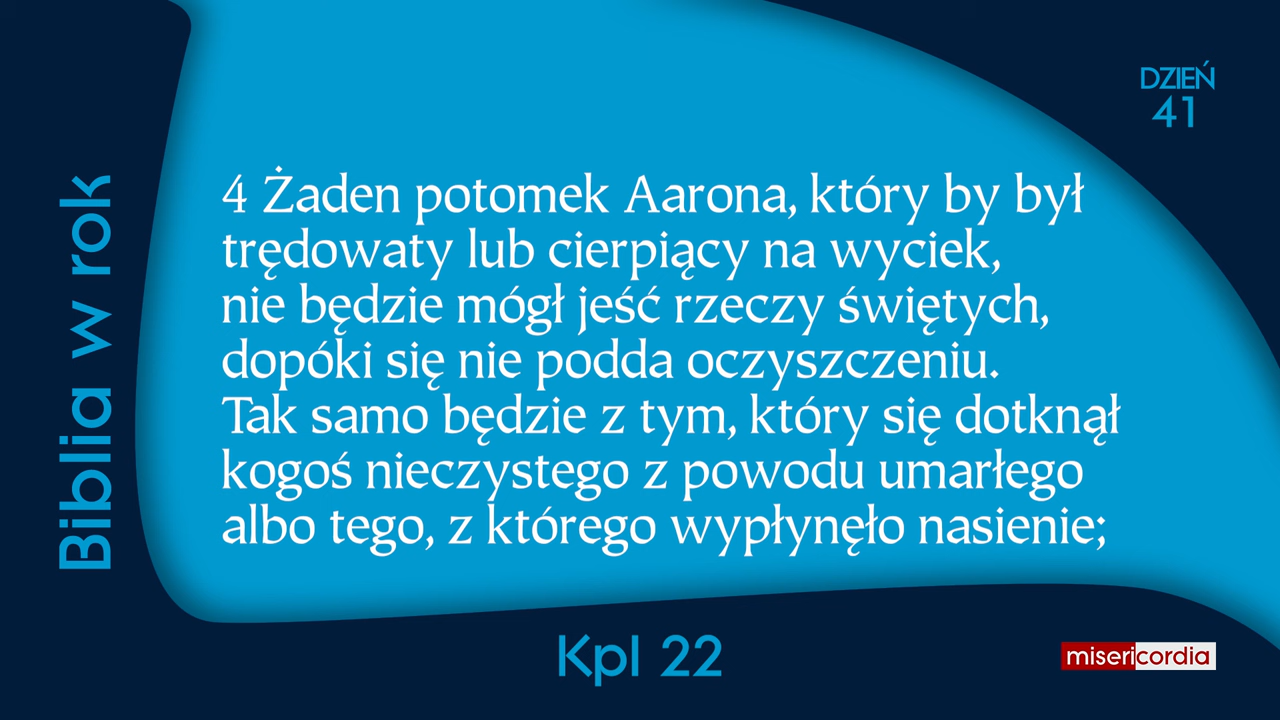 DZIEŃ
41
Biblia w rok
4 Żaden potomek Aarona, który by był
trędowaty lub cierpiący na wyciek,
nie będzie mógł jeść rzeczy świętych,
dopóki się nie podda oczyszczeniu.
Tak samo będzie z tym, który się dotknął
kogoś nieczystego z powodu umarłego
albo tego, z którego wypłynęło nasienie;
Kpl 22
misericordia